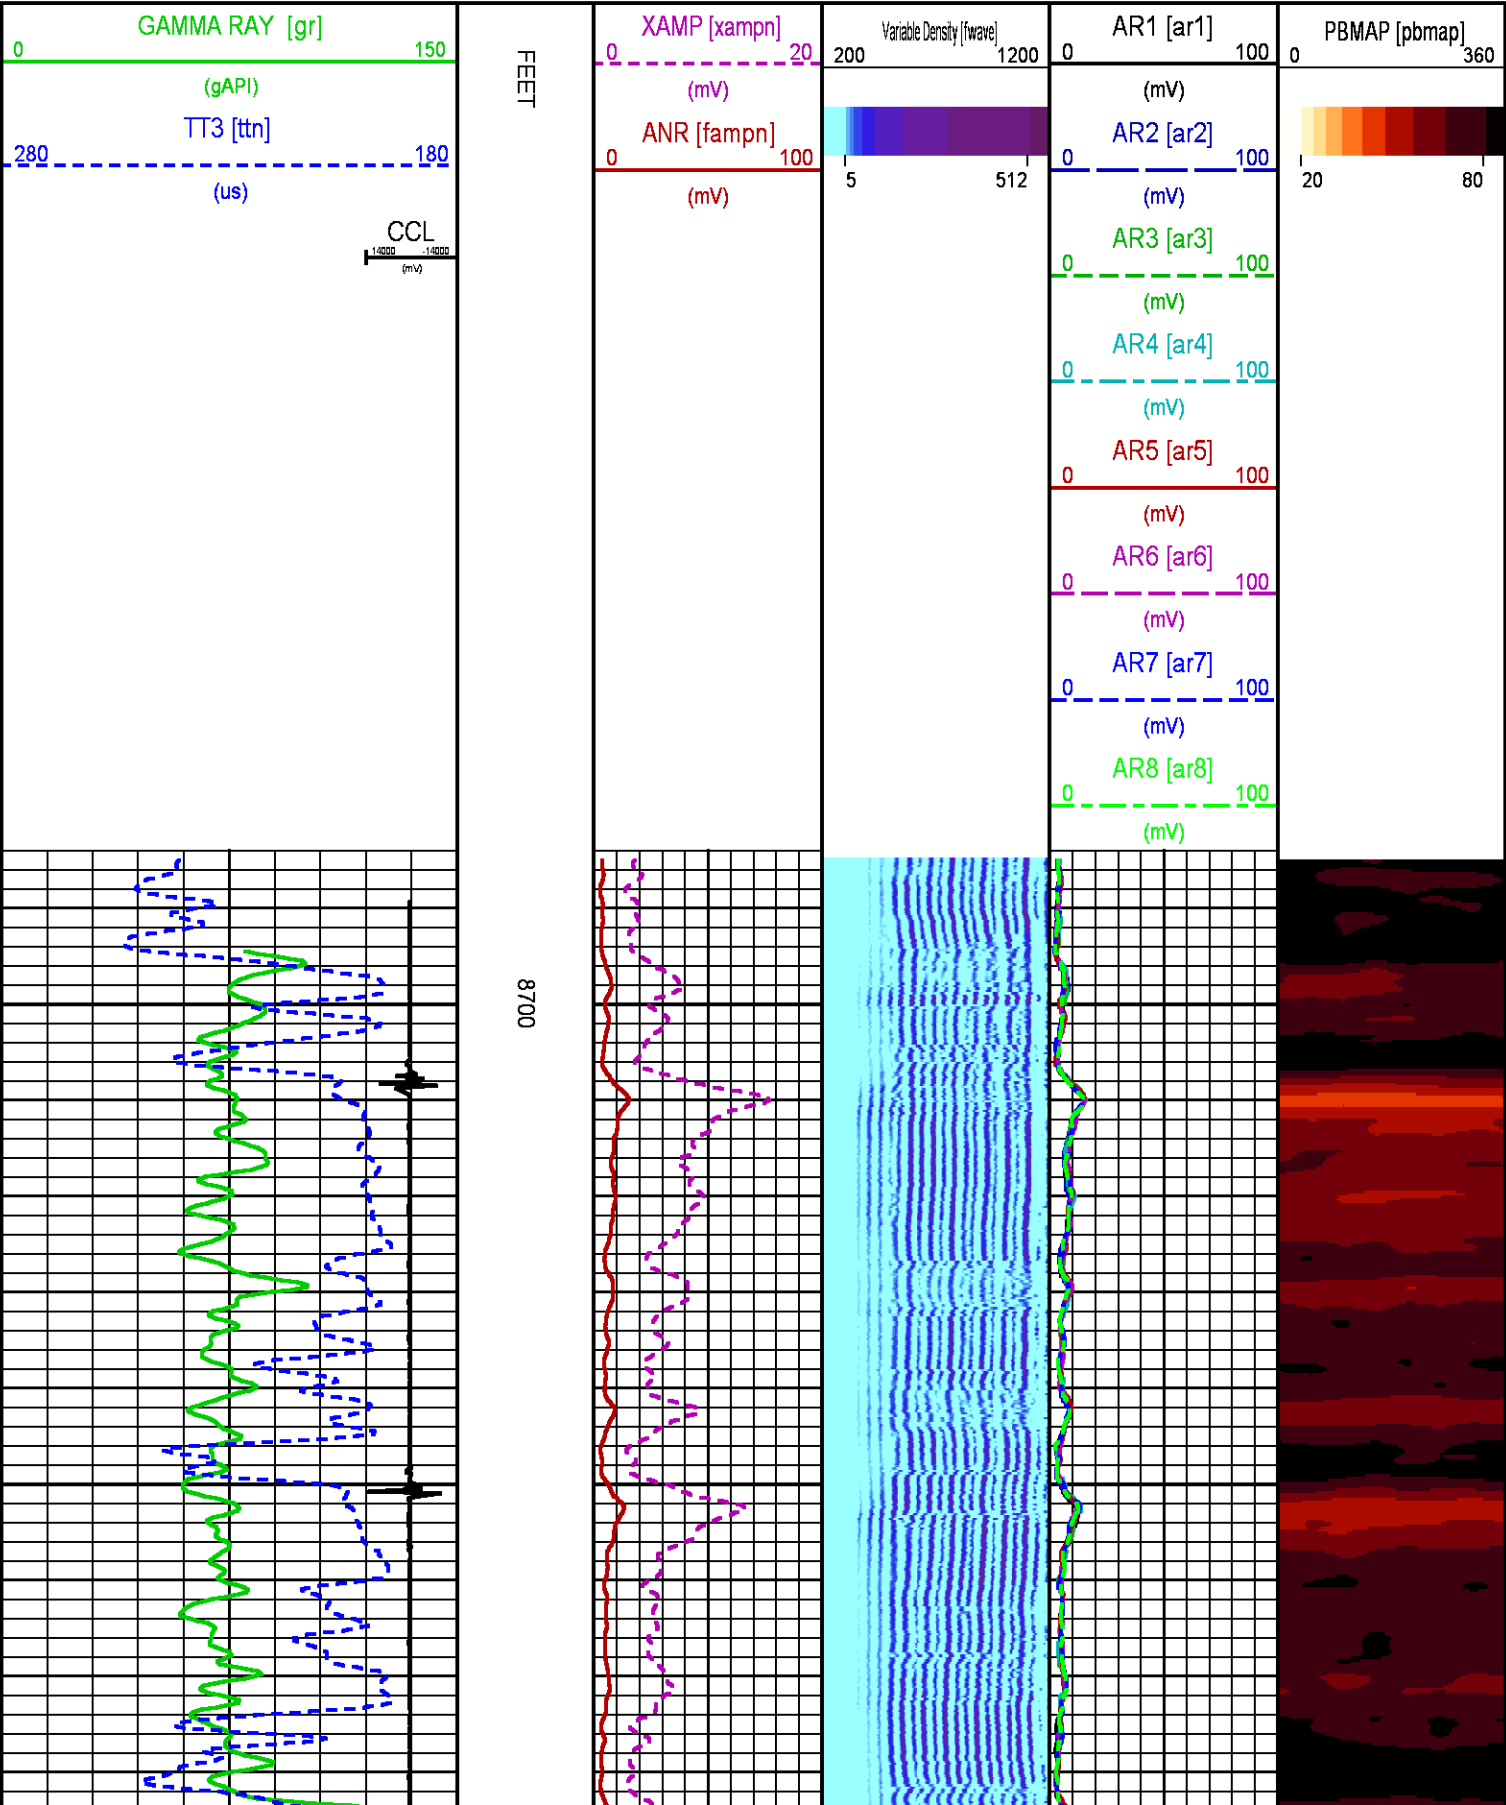 GAMMA RAY [gr]
0 150
(gAPI)
TT3 [ttn]
280 180
(us)
CCL
14000 -14000
(mV)
FEET
XAMP [xampn]
0 20
(mV)
ANR [fampn]
0 100
(mV)
Variable Density [fwave]
200 1200
5 512
AR1 [ar1]
0 100
(mV)
AR2 [ar2]
0 100
(mV)
AR3 [ar3]
0 100
(mV)
AR4 [ar4]
0 100
(mV)
AR5 [ar5]
0 100
(mV)
AR6 [ar6]
0 100
(mV)
AR7 [ar7]
0 100
(mV)
AR8 [ar8]
0 100
(mV)
PBMAP [pbmap]
0 360
20 80
8700